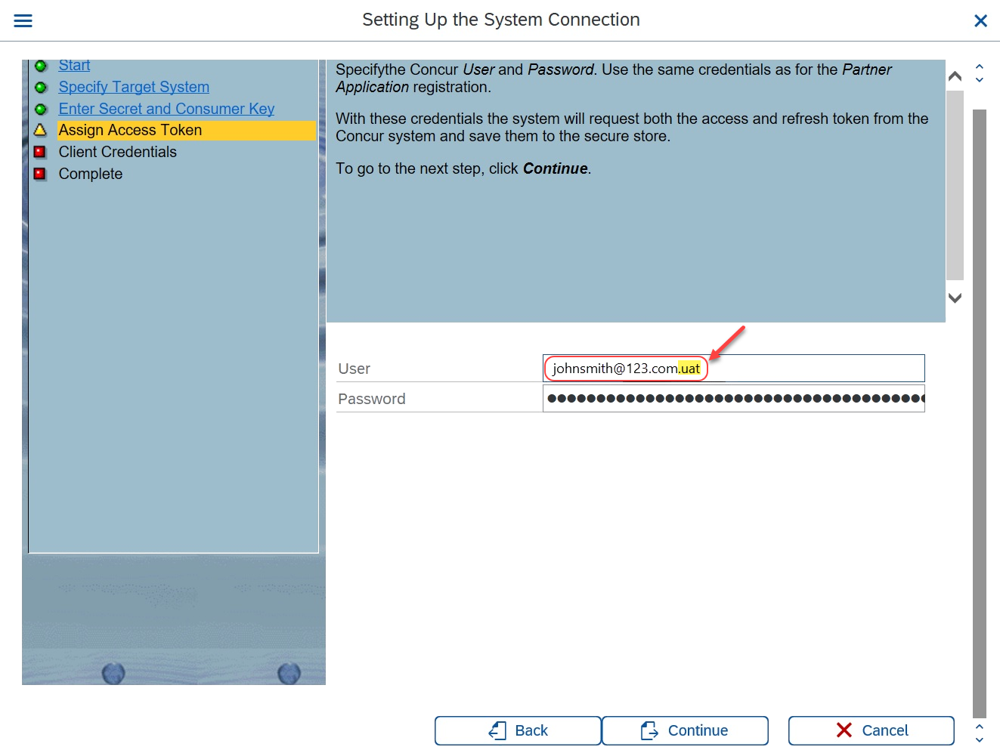 Setting Up the System Connection
Start
Specify Target System
Enter Secret and Consumer Key
Assign Access Token
Client Credentials
Complete
Specifythe Concur User and Password. Use the same credentials as for the Partner
Application registration.
With these credentials the system will request both the access and refresh token from the
Concur system and save them to the secure store.
To go to the next step, click Continue.
User
johnsmith@123.com.uat
Password
Back
Continue
Cancel